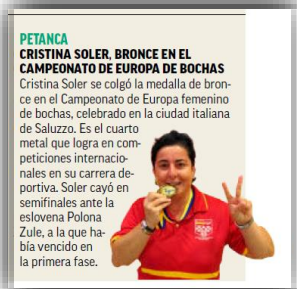 PETANCA
CRISTINA SOLER, BRONCE EN EL
CAMPEONATO DE EUROPA DE BOCHAS
Cristina Soler se colgó la medalla de bron-
ce en el Campeonato de Europa femenino
de bochas, celebrado en la ciudad italiana
de Saluzzo. Es el cuarto
metal que logra en com-
peticiones internacio-
nales en su carrera de-
portiva. Soler cayó en
semifinales ante la
eslovena Polona
Zule, a la que ha-
bía vencido en
la primera fase.